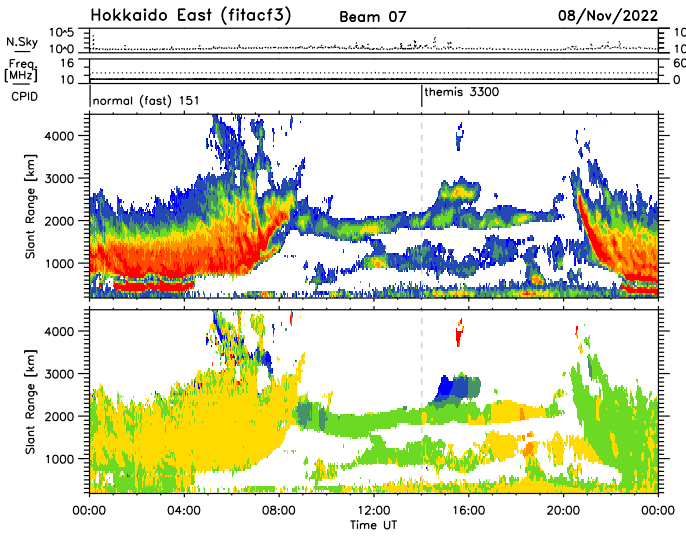 Hokkaido East (fitacf3) Beam 07 08/Nov/2022
N.Sky 10^5 10^0
Freq. [MHz] 16 10 60 0
CPID normal (fast) 151 themis 3300
Slant Range [km] 4000 3000 2000 1000
Slant Range [km] 4000 3000 2000 1000
00:00 04:00 08:00 12:00 16:00 20:00 00:00
Time UT